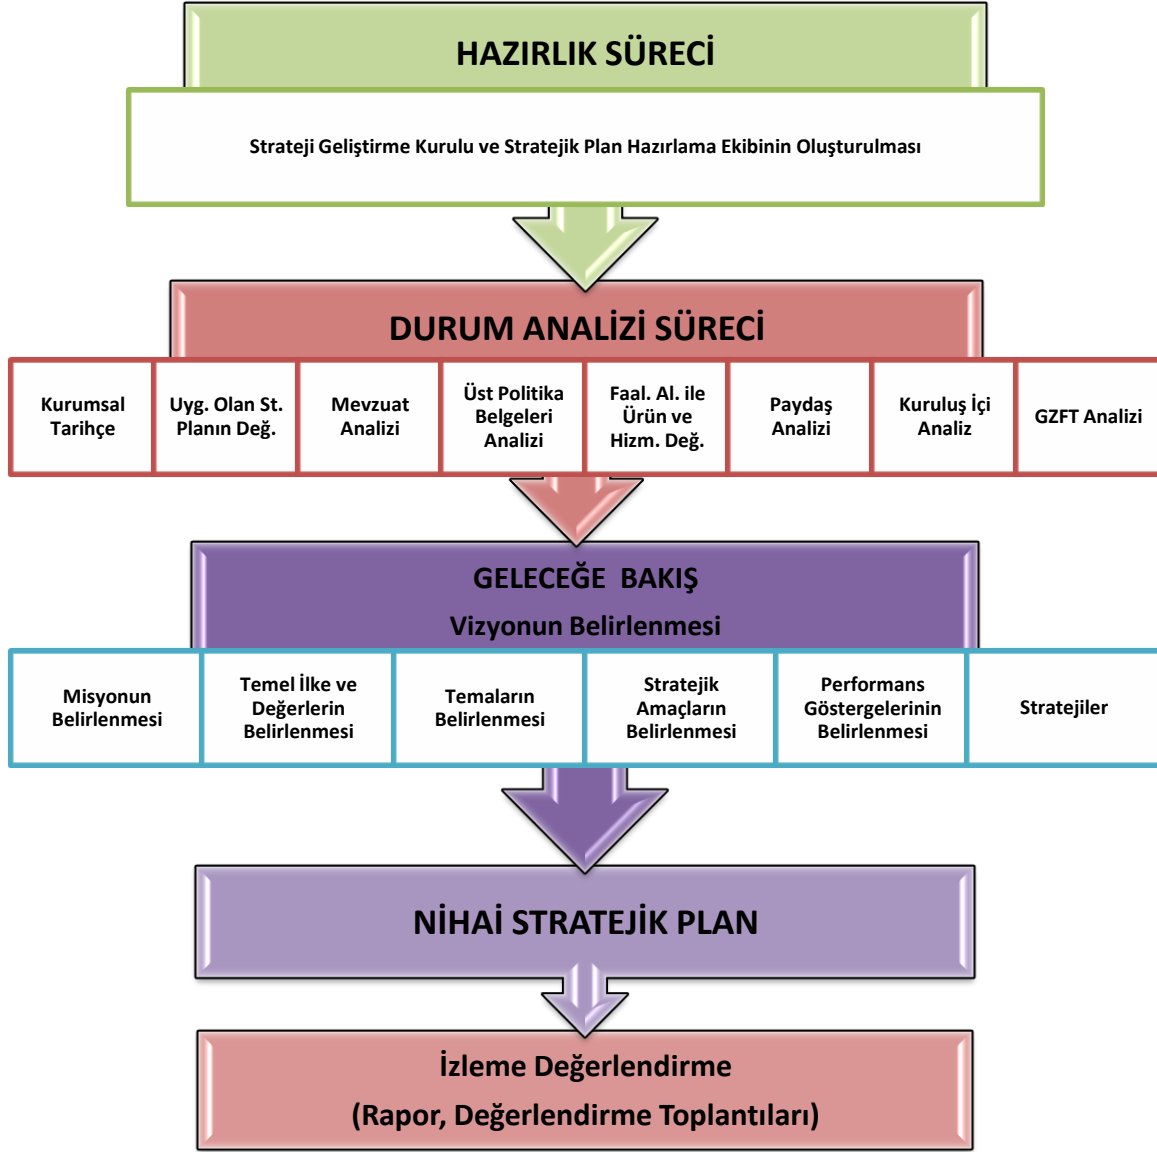 HAZIRLIK SÜRECİ
Strateji Geliştirme Kurulu ve Stratejik Plan Hazırlama Ekibinin Oluşturulması
DURUM ANALİZİ SÜRECİ
Kurumsal
Tarihçe
Uyg. Olan St.
Planın Değ.
Mevzuat
Analizi
Üst Politika
Belgeleri
Analizi
Faal. Al. ile
Ürün ve
Hizm. Değ.
Paydaş
Analizi
Kuruluş İçi
Analiz
GZFT Analizi
GELECEĞE BAKIŞ
Vizyonun Belirlenmesi
Misyonun
Belirlenmesi
Temel İlke ve
Değerlerin
Belirlenmesi
Temaların
Belirlenmesi
Stratejik
Amaçların
Belirlenmesi
Performans
Göstergelerinin
Belirlenmesi
Stratejiler
NİHAİ STRATEJİK PLAN
İzleme Değerlendirme
(Rapor, Değerlendirme Toplantıları)